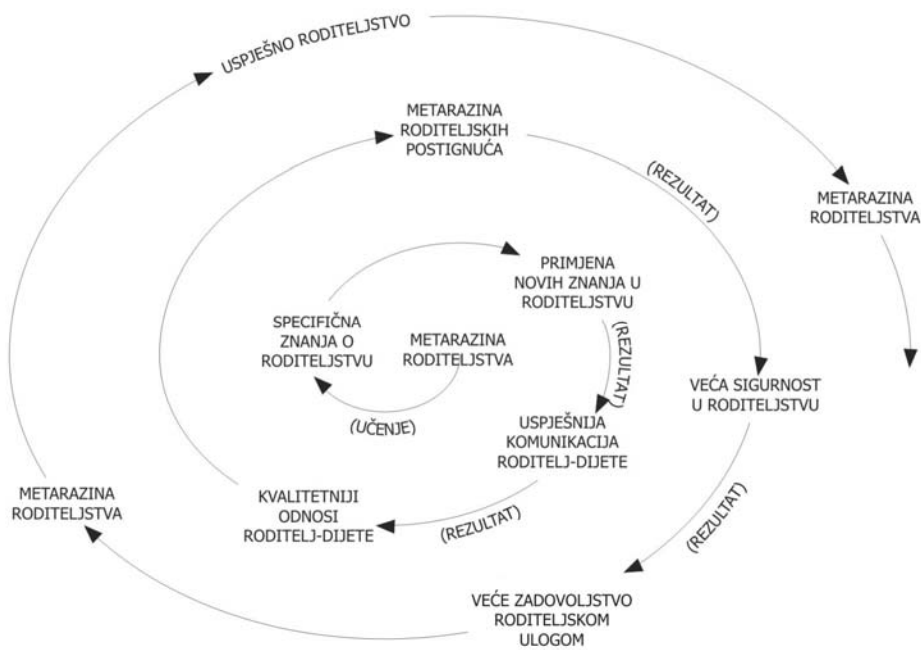 USPJEŠNO RODITELJSTVO
METARAZINA
RODITELJSKIH
POSTIGNUĆA
(REZULTAT)
METARAZINA
RODITELJSTVA
PRIMJENA
NOVIH ZNANJA U
RODITELJSTVU
SPECIFIČNA
ZNANJA O
RODITELJSTVU
METARAZINA
RODITELJSTVA
(REZULTAT)
VEĆA SIGURNOST
U RODITELJSTVU
(UČENJE)
USPJEŠNIJA
KOMUNIKACIJA
RODITELJ-DIJETE
METARAZINA
RODITELJSTVA
KVALITETNIJI
ODNOSI
RODITELJ-DIJETE
(REZULTAT)
(REZULTAT)
VEĆE ZADOVOLJSTVO
RODITELJSKOM
ULOGOM